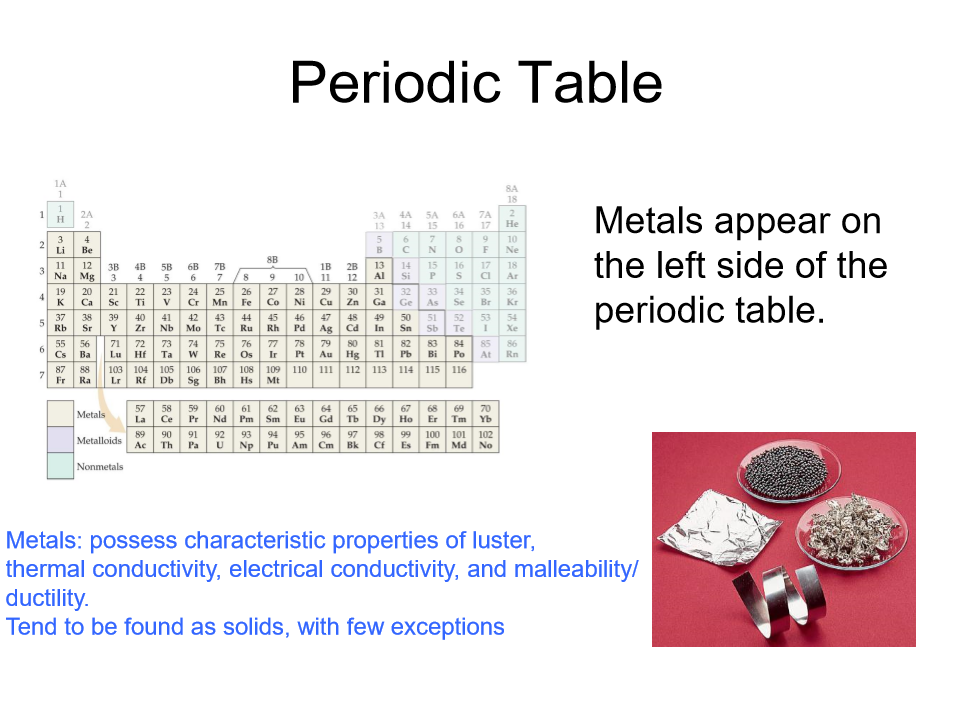 Periodic Table
1A
1
8A
18
1
H
2A
2
3A
13
4A
14
5A
15
6A
16
7A
17
2
He
1
2
3
Li
4
Be
5
B
6
C
7
N
8
O
9
F
10
Ne
3
11
Na
12
Mg
3B
3
4B
4
5B
5
6B
6
7B
7
8B
8
9
10
1B
11
2B
12
13
Al
14
Si
15
P
16
S
17
Cl
18
Ar
4
19
K
20
Ca
21
Sc
22
Ti
23
V
24
Cr
25
Mn
26
Fe
27
Co
28
Ni
29
Cu
30
Zn
31
Ga
32
Ge
33
As
34
Se
35
Br
36
Kr
5
37
Rb
38
Sr
39
Y
40
Zr
41
Nb
42
Mo
43
Tc
44
Ru
45
Rh
46
Pd
47
Ag
48
Cd
49
In
50
Sn
51
Sb
52
Te
53
I
54
Xe
6
55
Cs
56
Ba
71
Lu
72
Hf
73
Ta
74
W
75
Re
76
Os
77
Ir
78
Pt
79
Au
80
Hg
81
Tl
82
Pb
83
Bi
84
Po
85
At
86
Rn
7
87
Fr
88
Ra
103
Lr
104
Rf
105
Db
106
Sg
107
Bh
108
Hs
109
Mt
110
111
112
113
114
115
116
Metals
Metalloids
Nonmetals
57
La
58
Ce
59
Pr
60
Nd
61
Pm
62
Sm
63
Eu
64
Gd
65
Tb
66
Dy
67
Ho
68
Er
69
Tm
70
Yb
89
Ac
90
Th
91
Pa
92
U
93
Np
94
Pu
95
Am
96
Cm
97
Bk
98
Cf
99
Es
100
Fm
101
Md
102
No
Metals appear on
the left side of the
periodic table.
Metals: possess characteristic properties of luster,
thermal conductivity, electrical conductivity, and malleability/
ductility.
Tend to be found as solids, with few exceptions